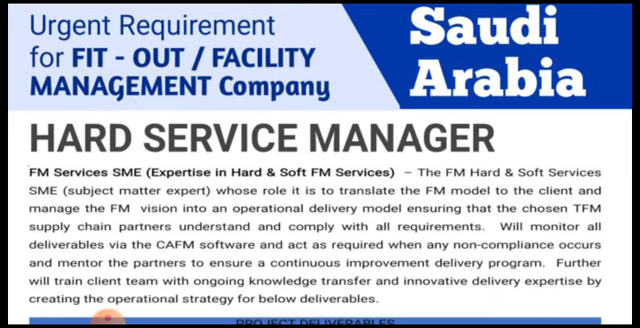 Urgent Requirement
for FIT - OUT / FACILITY
MANAGEMENT Company
Saudi
Arabia
HARD SERVICE MANAGER
FM Services SME (Expertise in Hard & Soft FM Services) – The FM Hard & Soft Services
SME (subject matter expert) whose role it is to translate the FM model to the client and
manage the FM vision into an operational delivery model ensuring that the chosen TFM
supply chain partners understand and comply with all requirements. Will monitor all
deliverables via the CAFM software and act as required when any non-compliance occurs
and mentor the partners to ensure a continuous improvement delivery program. Further
will train client team with ongoing knowledge transfer and innovative delivery expertise by
creating the operational strategy for below deliverables.
PROJECT DELIVERABLES